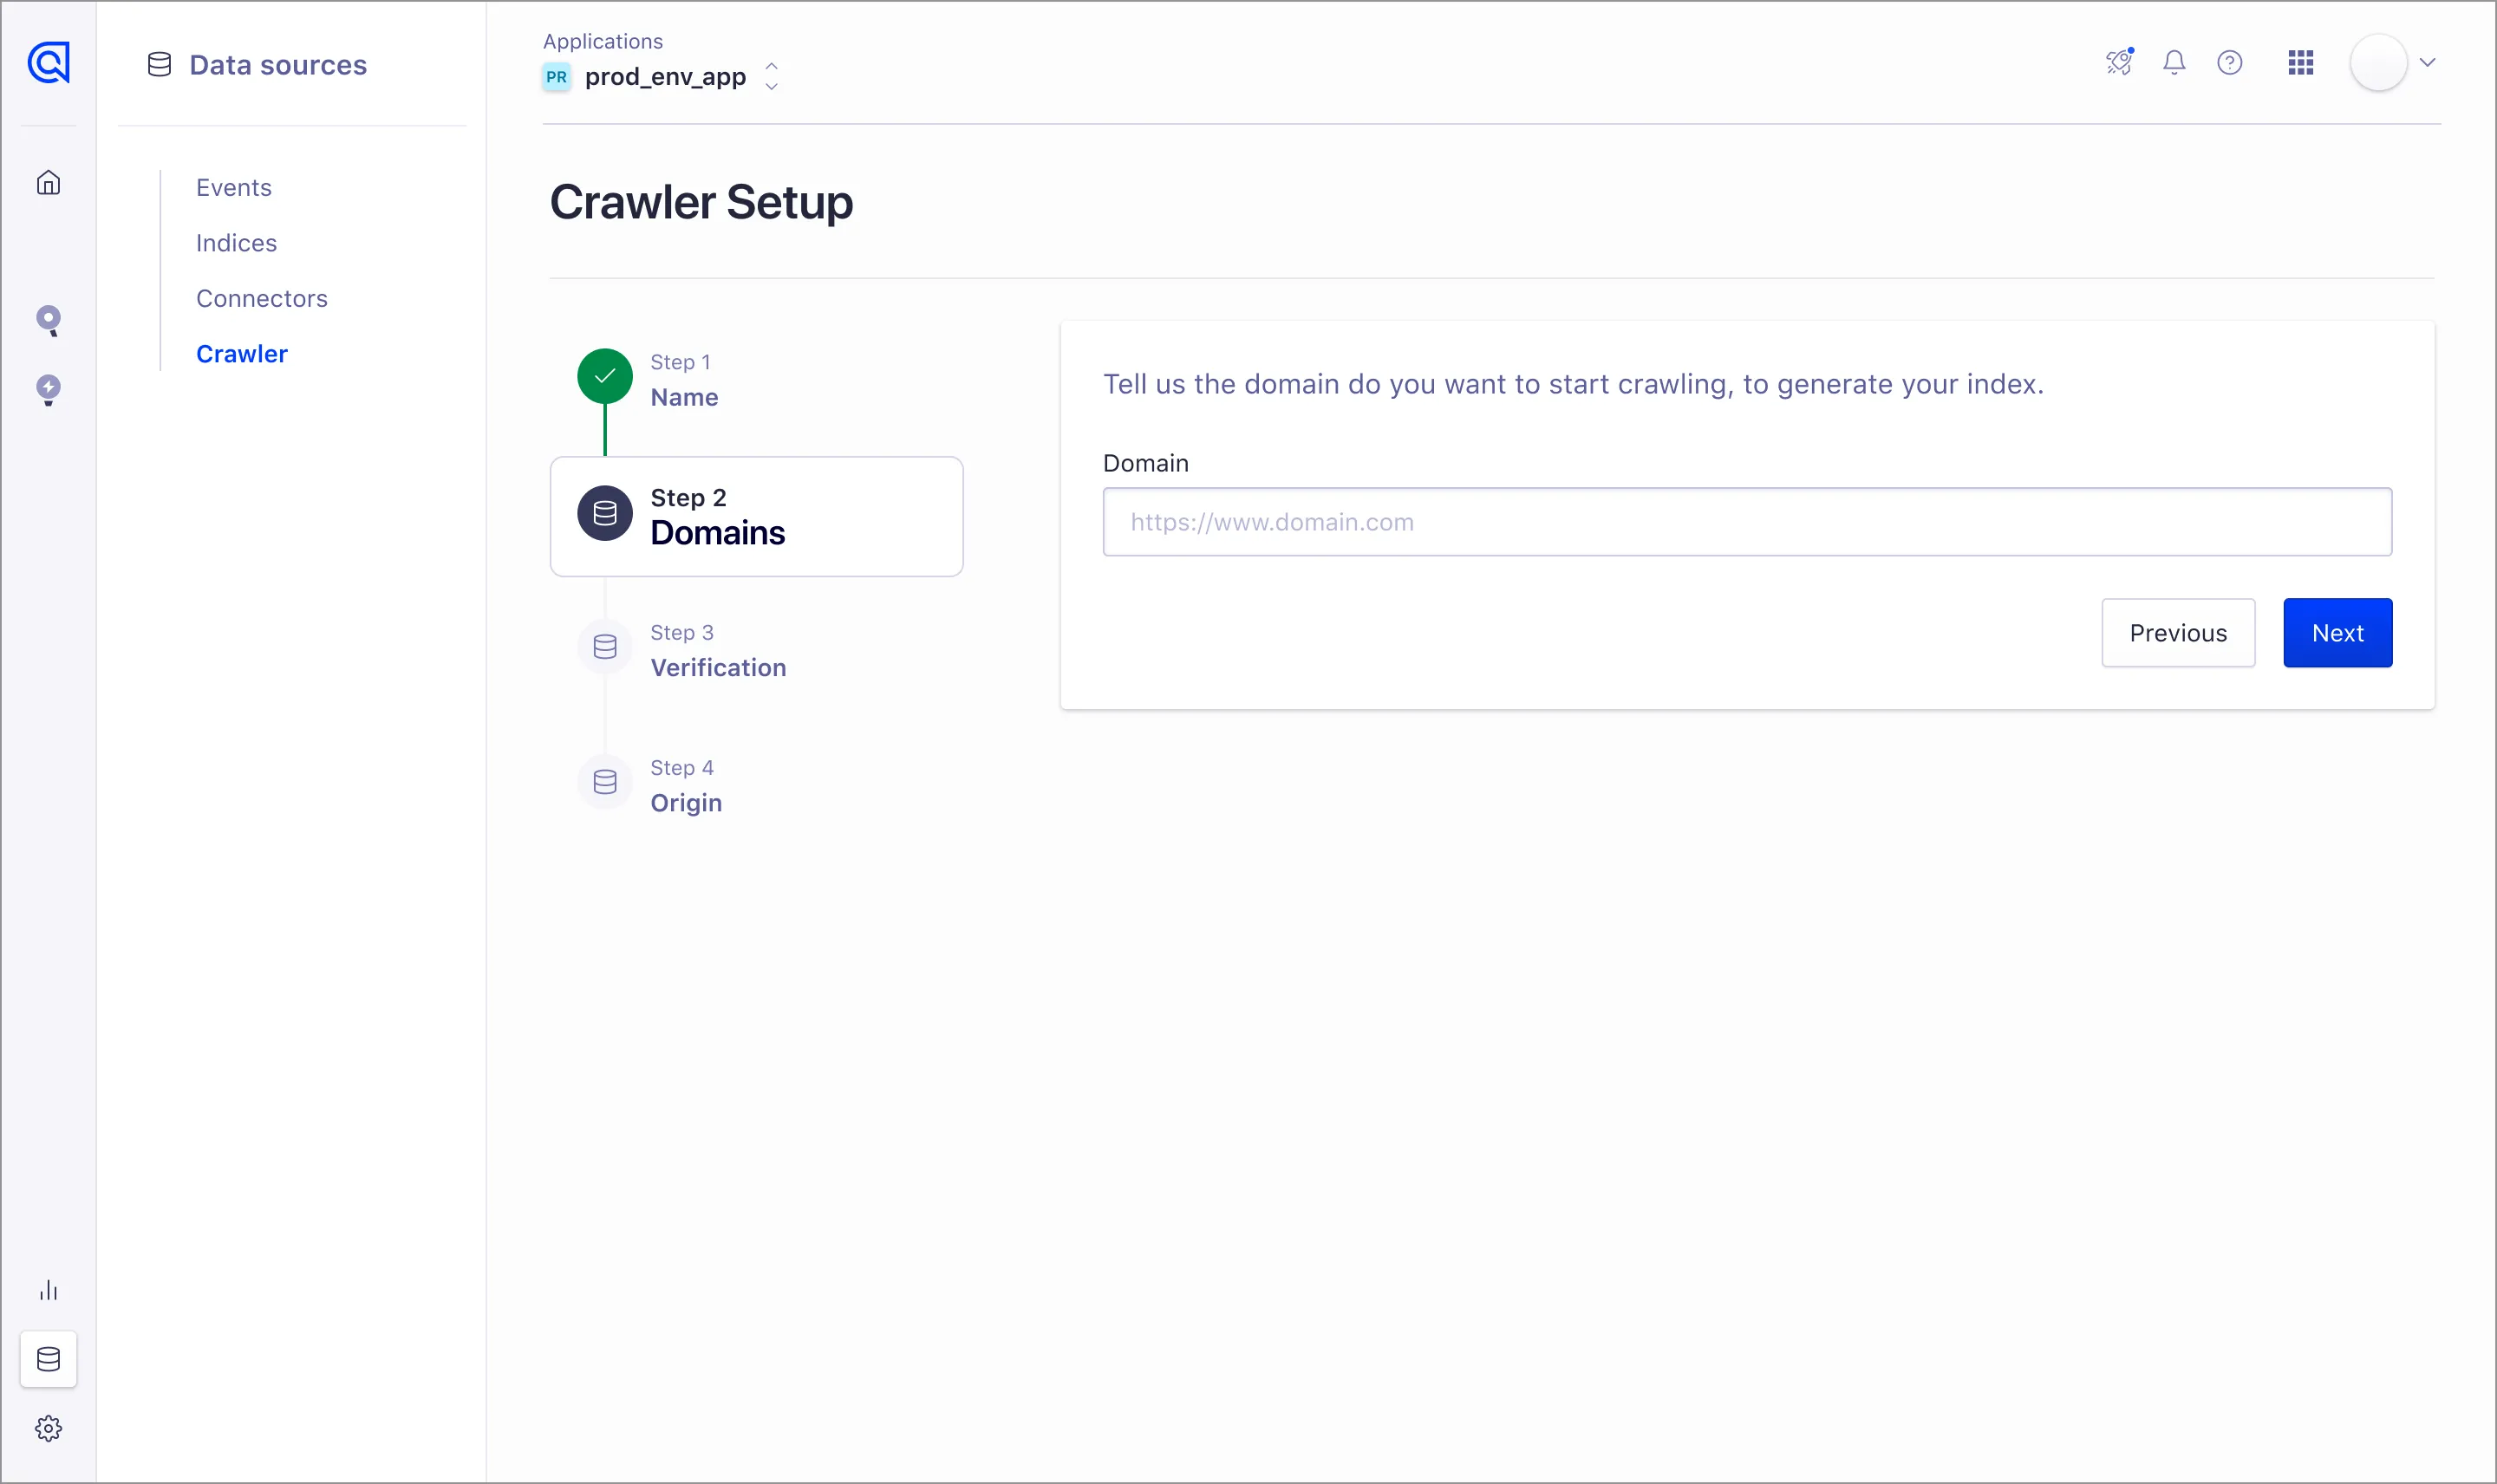 Data sources
Events
Indices
Connectors
Crawler
Applications
PR prod_env_app
Crawler Setup
Step 1
Name
Step 2
Domains
Step 3
Verification
Step 4
Origin
Tell us the domain do you want to start crawling, to generate your index.
Domain
https://www.domain.com
Previous
Next